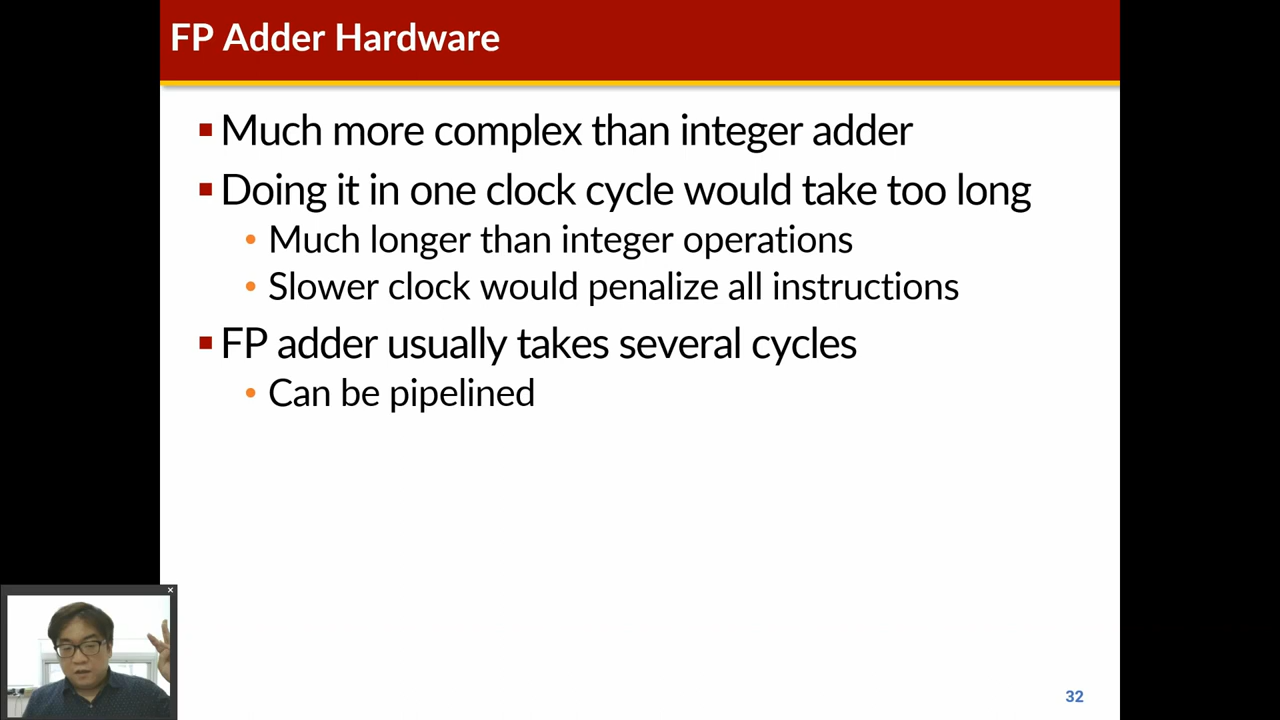 FP Adder Hardware
Much more complex than integer adder
Doing it in one clock cycle would take too long
Much longer than integer operations
Slower clock would penalize all instructions
FP adder usually takes several cycles
Can be pipelined
32